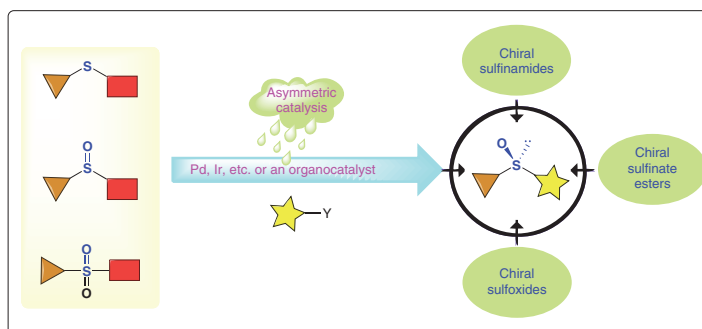 S
O
S
O
S
O
Asymmetric
catalysis
Pd, Ir, etc. or an organocatalyst
Y
Chiral
sulfinamides
O
S
Chiral
sulfinate
esters
Chiral
sulfoxides